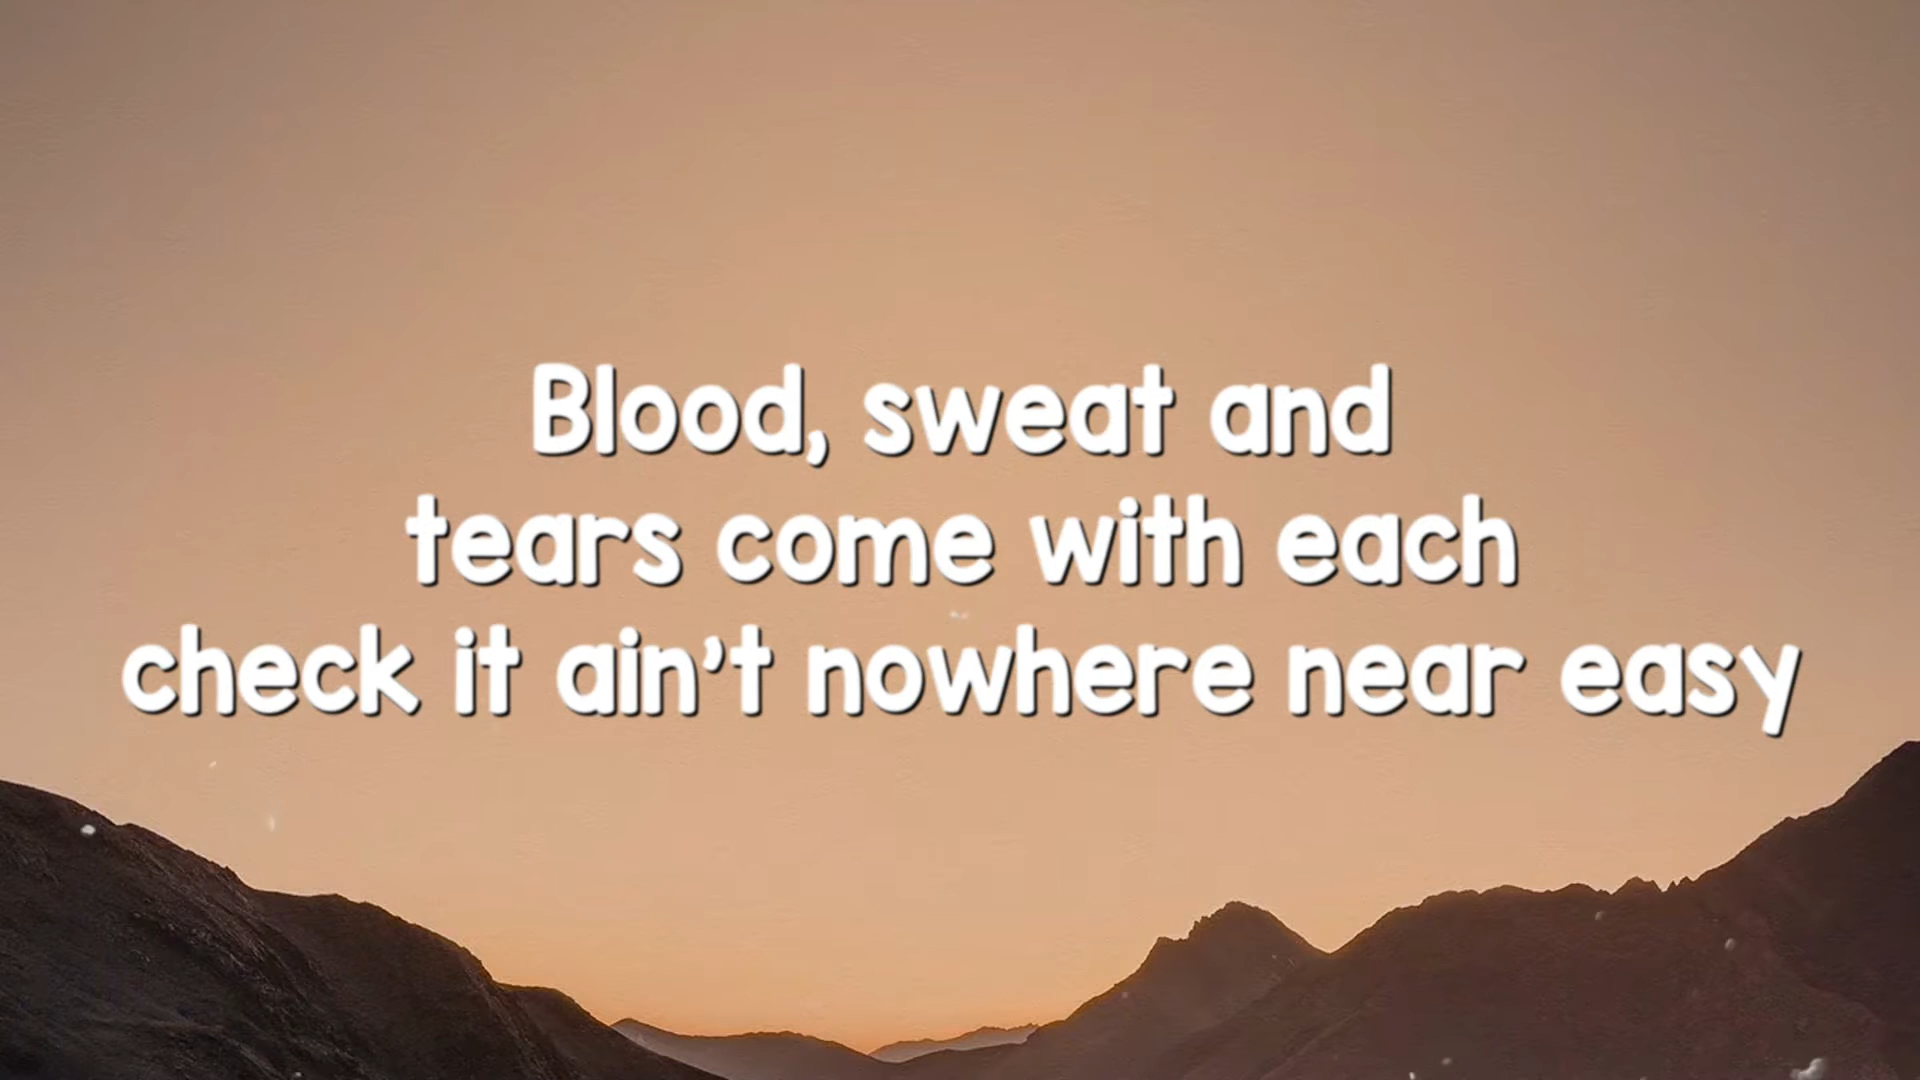 Blood, sweat and
tears come with each
check it ain't nowhere near easy